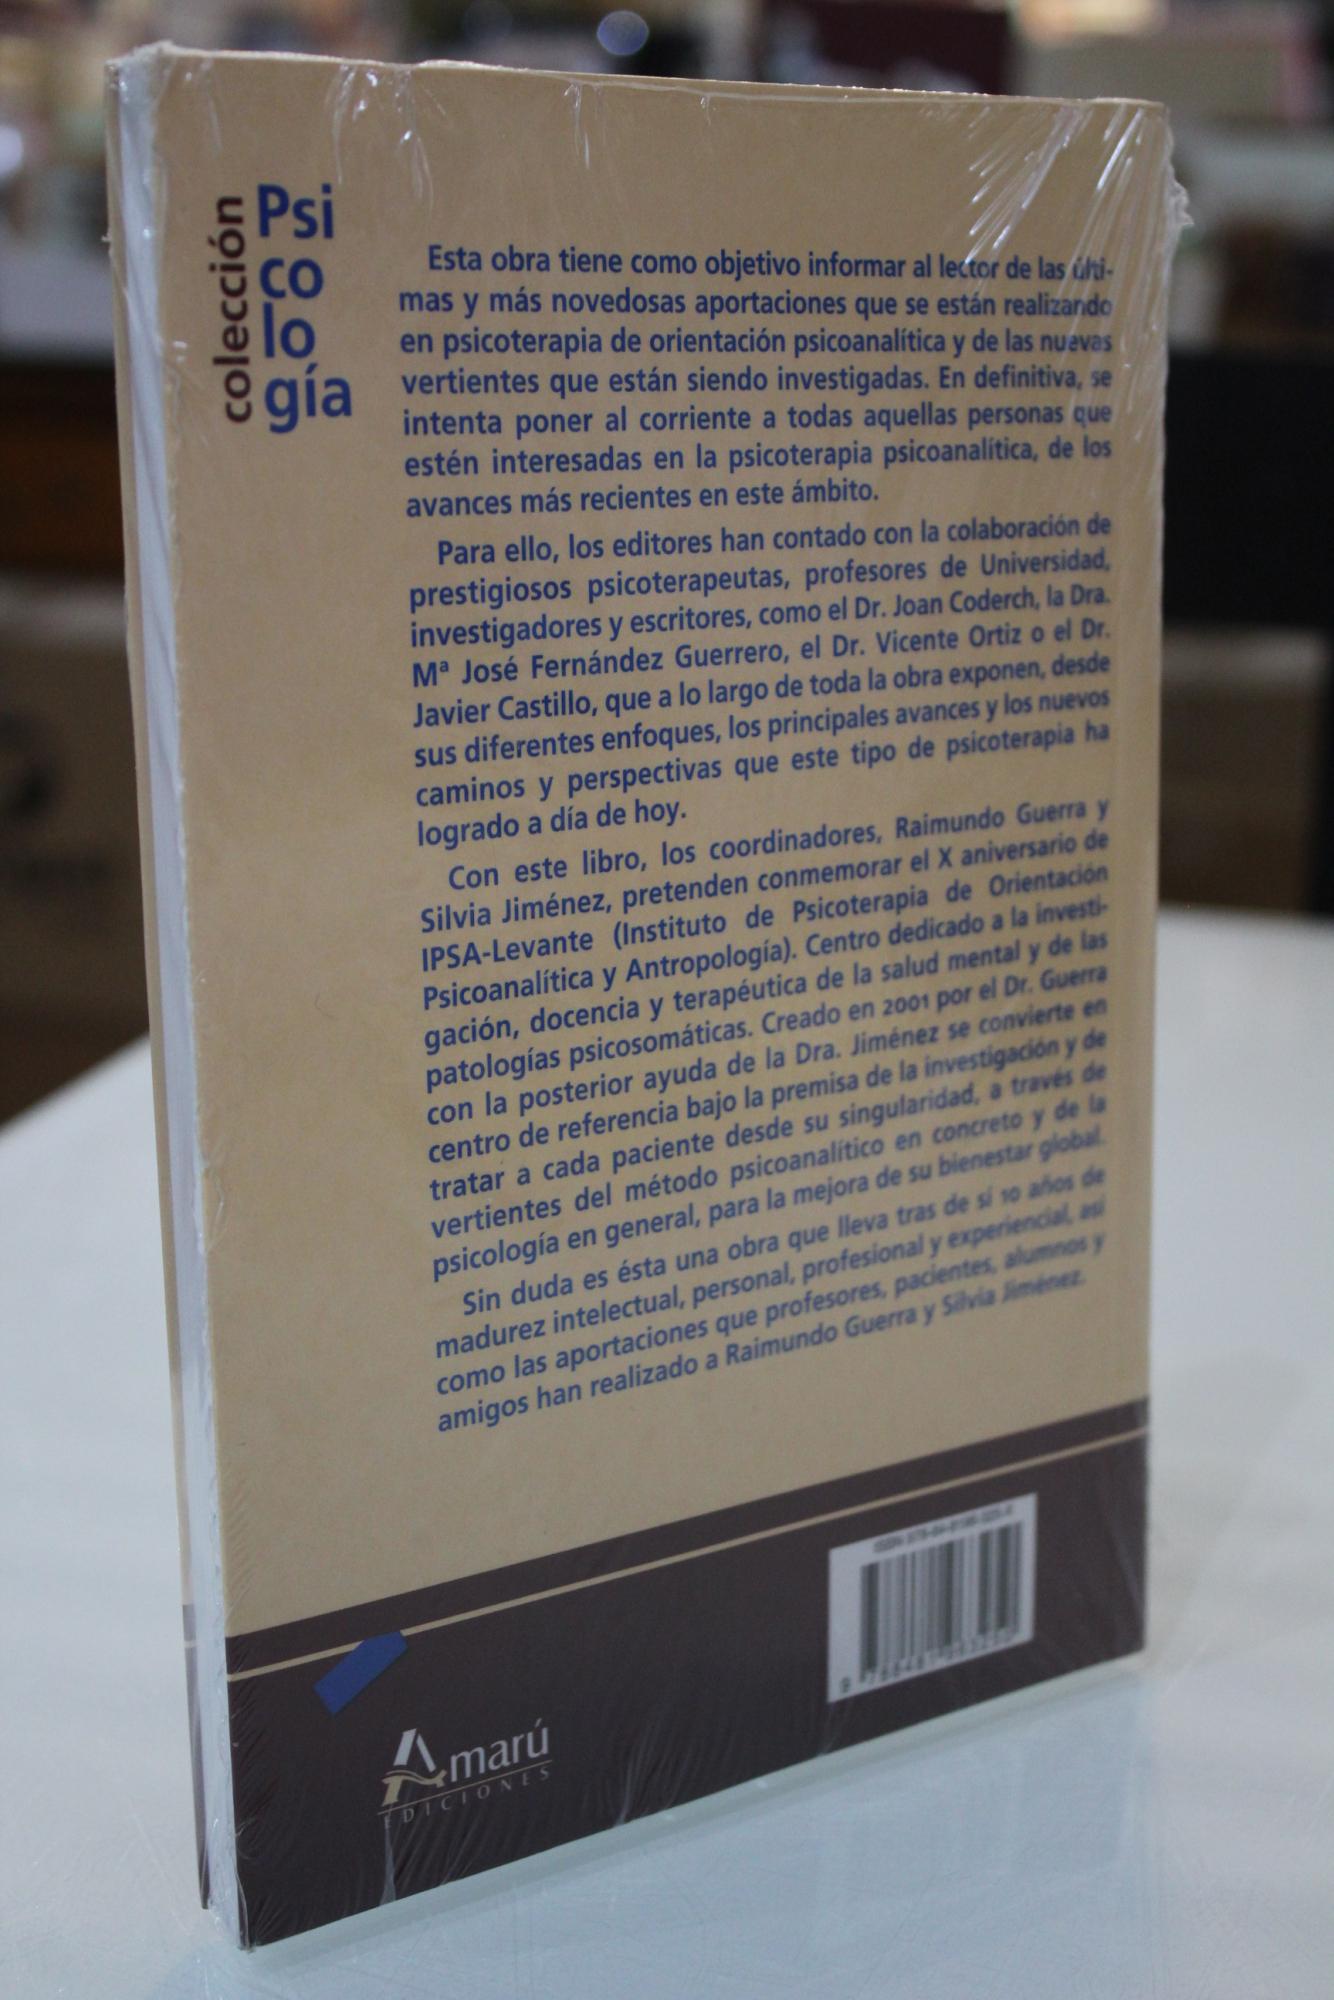 colección
Psi
co
lo
gía
Esta obra tiene como objetivo informar al lector de las últi-
mas y más novedosas aportaciones que se están realizando
en psicoterapia de orientación psicoanalítica y de las nuevas
vertientes que están siendo investigadas. En definitiva, se
intenta poner al corriente a todas aquellas personas que
estén interesadas en la psicoterapia psicoanalítica, de los
avances más recientes en este ámbito.
Para ello, los editores han contado con la colaboración de
prestigiosos psicoterapeutas, profesores de Universidad,
investigadores y escritores, como el Dr. Joan Coderch, la Dra.
Mª José Fernández Guerrero, el Dr. Vicente Ortiz o el Dr.
Javier Castillo, que a lo largo de toda la obra exponen, desde
sus diferentes enfoques, los principales avances y los nuevos
caminos y perspectivas que este tipo de psicoterapia ha
logrado a día de hoy.
Con este libro, los coordinadores, Raimundo Guerra y
Silvia Jiménez, pretenden conmemorar el X aniversario de
IPSA-Levante (Instituto de Psicoterapia de Orientación
Psicoanalítica y Antropología). Centro dedicado a la investi-
gación, docencia y terapéutica de la salud mental y de las
patologías psicosomáticas. Creado en 2001 por el Dr. Guerra
con la posterior ayuda de la Dra. Jiménez se convierte en
centro de referencia bajo la premisa de la investigación y de
tratar a cada paciente desde su singularidad, a través de
vertientes del método psicoanalítico en concreto y de la
psicología en general, para la mejora de su bienestar global.
Sin duda es ésta una obra que lleva tras de sí 10 años de
madurez intelectual, personal, profesional y experiencial, así
como las aportaciones que profesores, pacientes, alumnos y
amigos han realizado a Raimundo Guerra y Silvia Jiménez.
ISBN
Amarú
EDICIONES